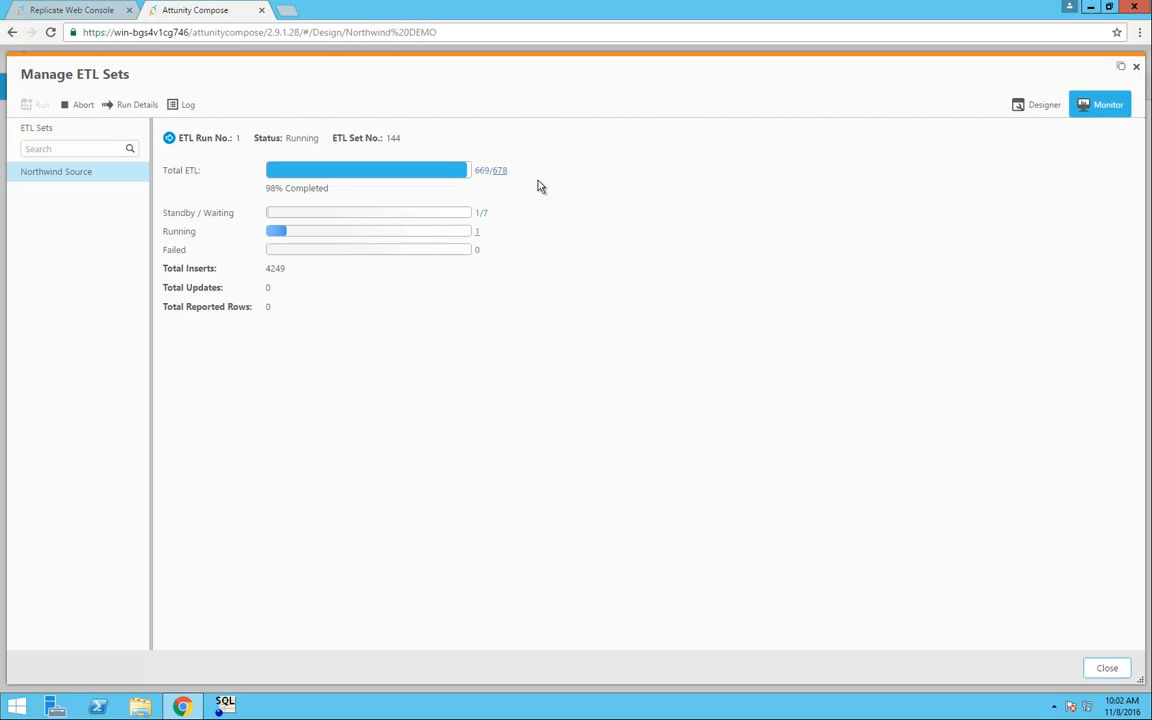 Replicate Web Console
Attunity Compose
https://win-bgs4v1cg746/attunitycompose/2.9.1.28/#/Design/Northwind%20DEMO
Manage ETL Sets
Run Abort Run Details Log Designer Monitor
ETL Sets
Search
Northwind Source
ETL Run No.: 1 Status: Running ETL Set No.: 144
Total ETL: 669/678
98% Completed
Standby / Waiting 1/7
Running 1
Failed 0
Total Inserts: 4249
Total Updates: 0
Total Reported Rows: 0
Close
SQL
10:02 AM
11/8/2016